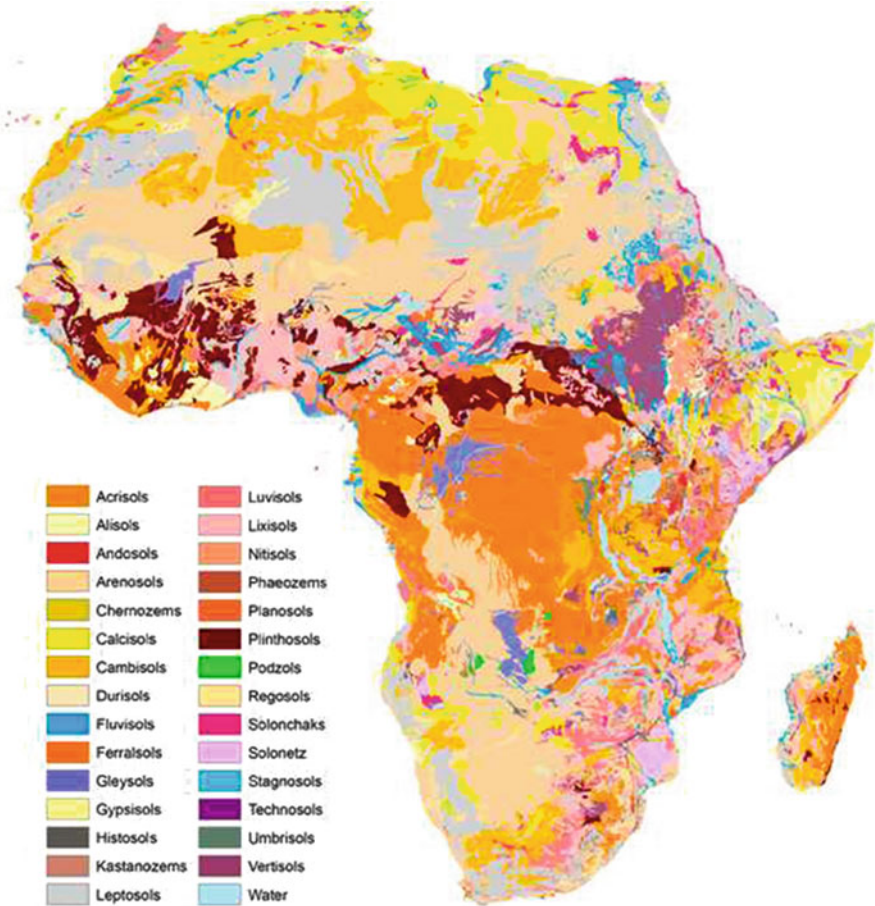 Acrisols
Alisols
Andosols
Arenosols
Chernozems
Calcisols
Cambisols
Durisols
Fluvisols
Ferralsols
Gleysols
Gypsisols
Histosols
Kastanozems
Leptosols
Luvisols
Lixisols
Nitisols
Phaeozems
Planosols
Plinthosols
Podzols
Regosols
Solonchaks
Solonetz
Stagnosols
Technosols
Umbrisols
Vertisols
Water